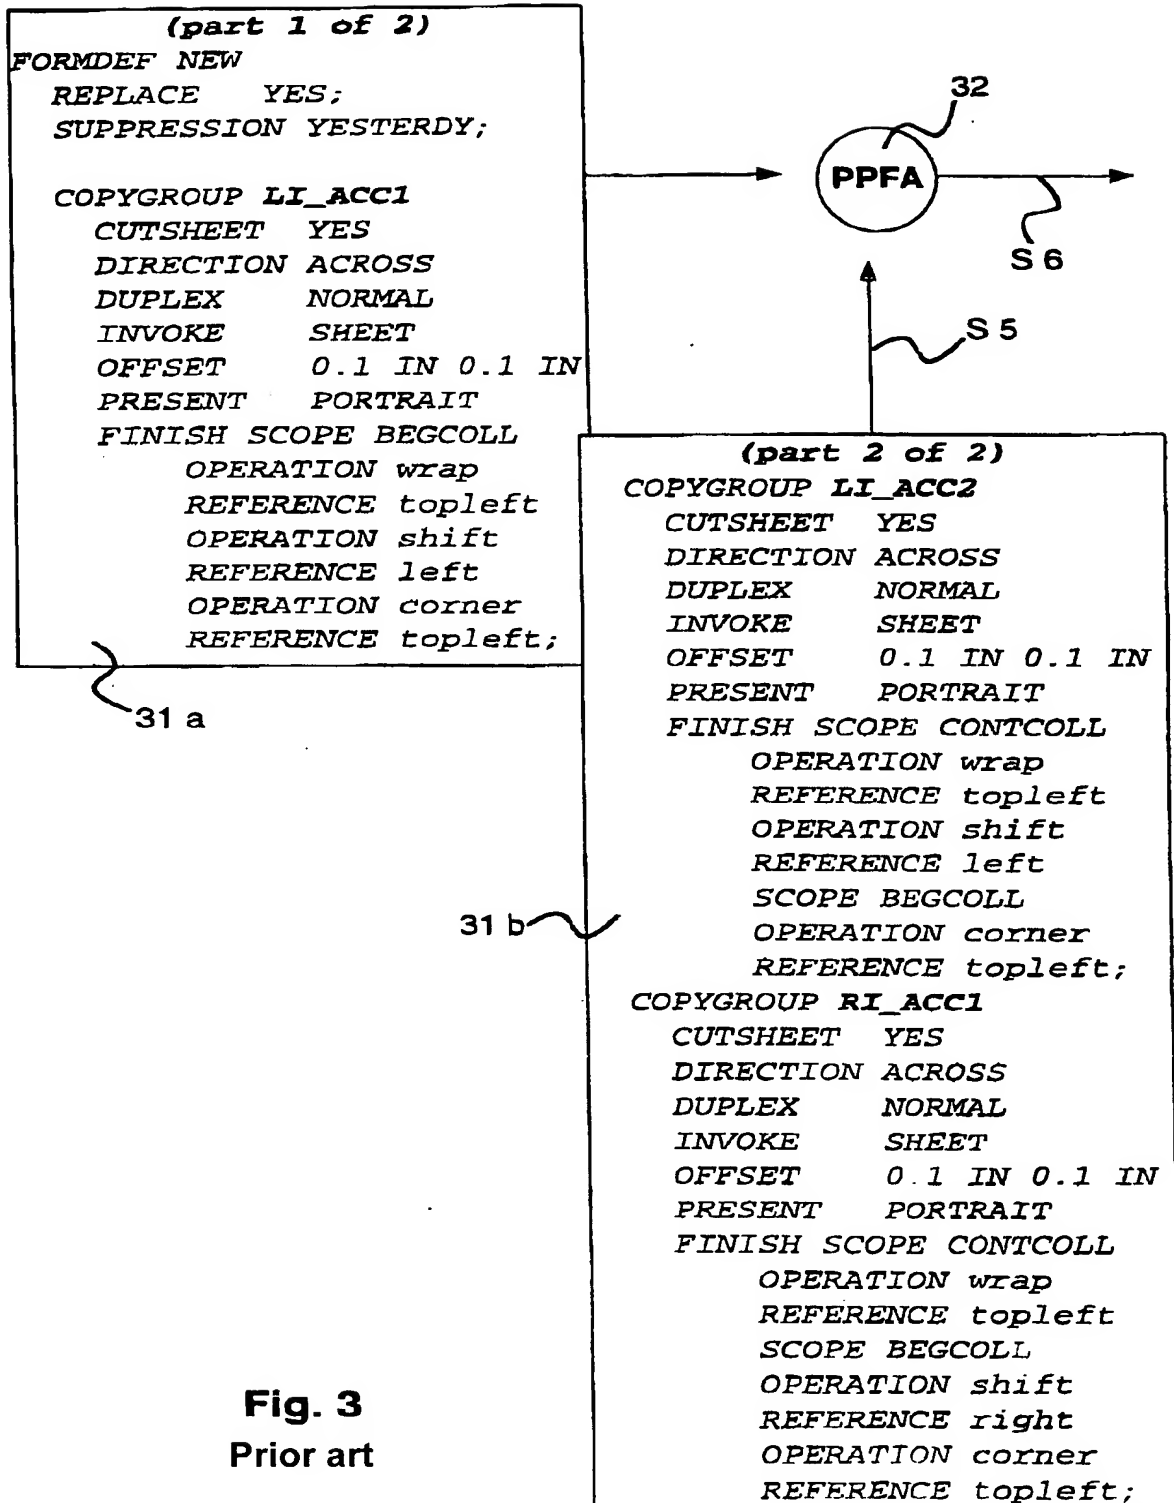 (part 1 of 2)
FORMDEF NEW
REPLACE YES;
SUPPRESSION YESTERDY;
COPYGROUP LI_ACC1
CUTSHEET YES
DIRECTION ACROSS
DUPLEX NORMAL
INVOKE SHEET
OFFSET 0.1 IN 0.1 IN
PRESENT PORTRAIT
FINISH SCOPE BEGCOLL
OPERATION wrap
REFERENCE topleft
OPERATION shift
REFERENCE left
OPERATION corner
REFERENCE topleft;
31 a
32
PPFA
S 6
S 5
(part 2 of 2)
COPYGROUP LI_ACC2
CUTSHEET YES
DIRECTION ACROSS
DUPLEX NORMAL
INVOKE SHEET
OFFSET 0.1 IN 0.1 IN
PRESENT PORTRAIT
FINISH SCOPE CONTCOLL
OPERATION wrap
REFERENCE topleft
OPERATION shift
REFERENCE left
SCOPE BEGCOLL
OPERATION corner
REFERENCE topleft;
COPYGROUP RI_ACC1
CUTSHEET YES
DIRECTION ACROSS
DUPLEX NORMAL
INVOKE SHEET
OFFSET 0.1 IN 0.1 IN
PRESENT PORTRAIT
FINISH SCOPE CONTCOLL
OPERATION wrap
REFERENCE topleft
SCOPE BEGCOLL
OPERATION shift
REFERENCE right
OPERATION corner
REFERENCE topleft;
31 b
Fig. 3
Prior art